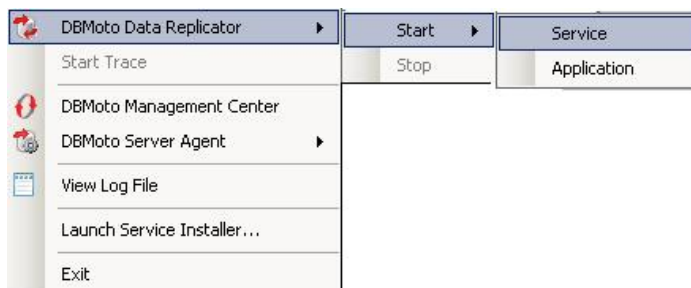 DBMoto Data Replicator
Start
Service
Start Trace
Stop
Application
DBMoto Management Center
DBMoto Server Agent
View Log File
Launch Service Installer...
Exit